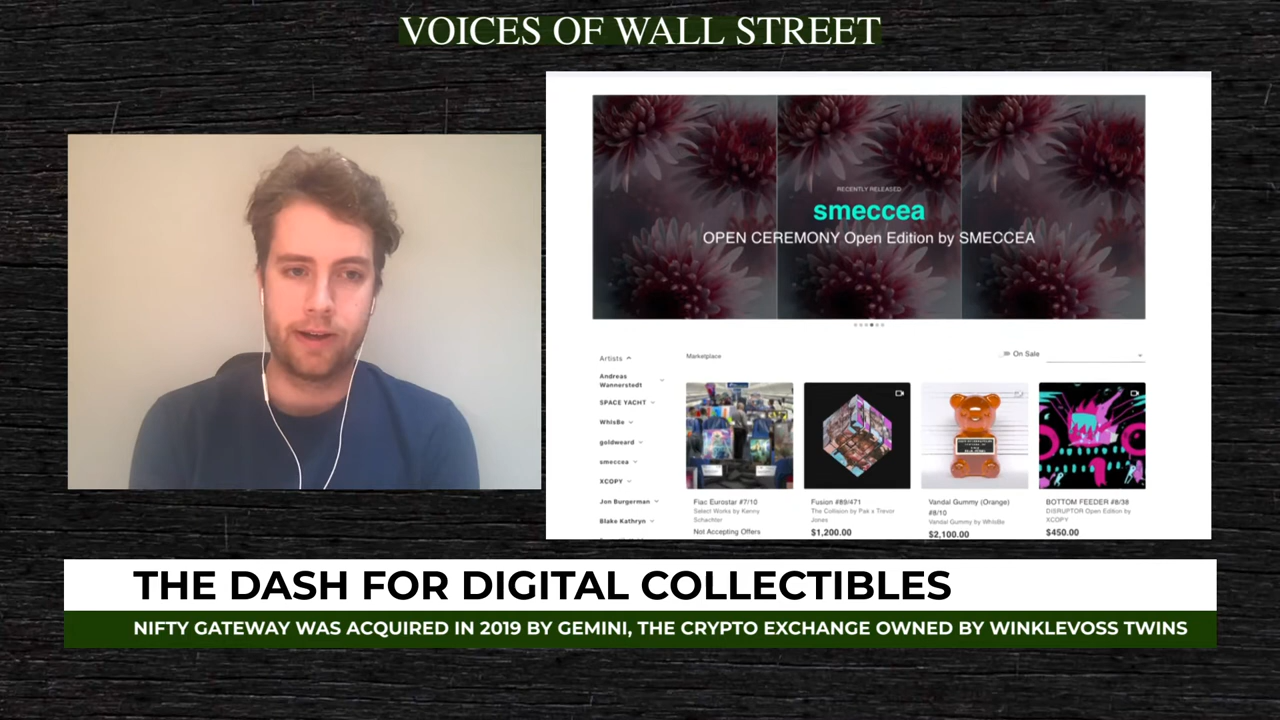 VOICES OF WALL STREET
RECENTLY RELEASED
smeccea
OPEN CEREMONY Open Edition by SMECCEA
Artists
Marketplace
On Sale
Andreas
Wannerstedt
SPACE YACHT
WhIsBe
goldweard
smeccea
XCOPY
Jon Burgerman
Blake Kathryn
Fiac Eurostar #7/10
Select Works by Kenny
Schachter
Not Accepting Offers
Fusion #89/471
The Collision by Pak x Trevor
Jones
$1,200.00
Vandal Gummy (Orange)
#8/10
Vandal Gummy by WhIsBe
$2,100.00
BOTTOM FEEDER #8/38
DISRUPTOR Open Edition by
XCOPY
$450.00
THE DASH FOR DIGITAL COLLECTIBLES
NIFTY GATEWAY WAS ACQUIRED IN 2019 BY GEMINI, THE CRYPTO EXCHANGE OWNED BY WINKLEVOSS TWINS